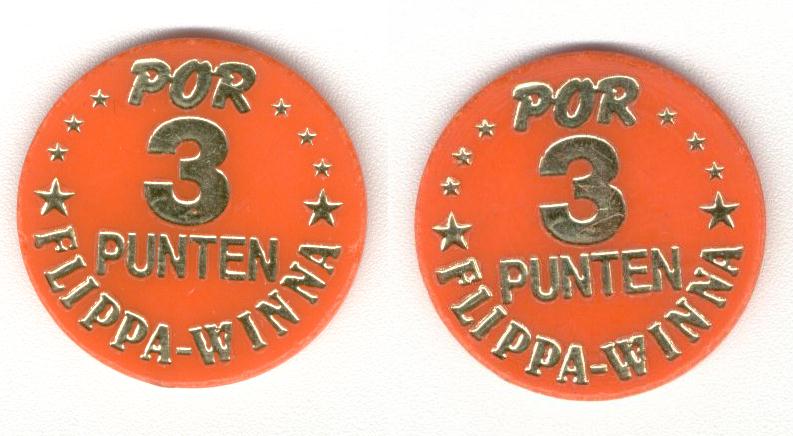 POR
3
PUNTEN
FLIPPA-WINNA
POR
3
PUNTEN
FLIPPA-WINNA